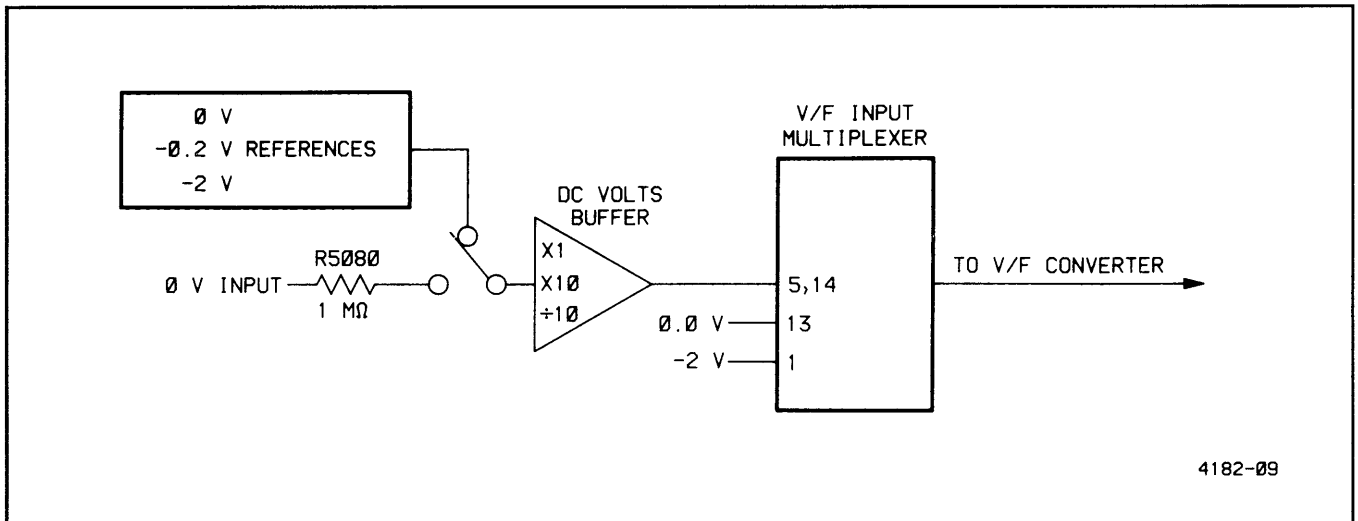 0 V
-0.2 V REFERENCES
-2 V
V/F INPUT
MULTIPLEXER
DC VOLTS
BUFFER
R5080
0 V INPUT
1 MΩ
X1
X10
÷10
5,14
0.0 V
13
-2 V
1
TO V/F CONVERTER
4182-09